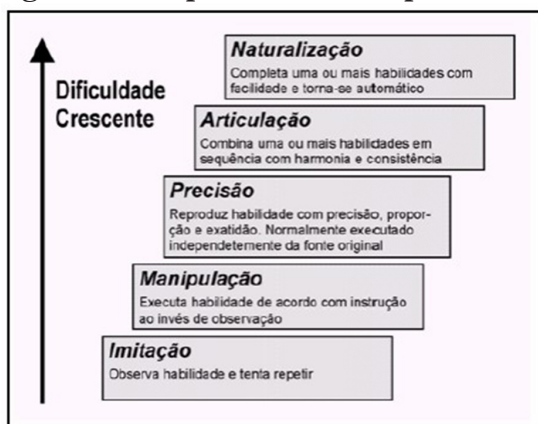 Dificuldade
Crescente
Naturalização
Completa uma ou mais habilidades com
facilidade e torna-se automático
Articulação
Combina uma ou mais habilidades em
sequência com harmonia e consistência
Precisão
Reproduz habilidade com precisão, propor-
ção e exatidão. Normalmente executado
independetemente da fonte original
Manipulação
Executa habilidade de acordo com instrução
ao invés de observação
Imitação
Observa habilidade e tenta repetir